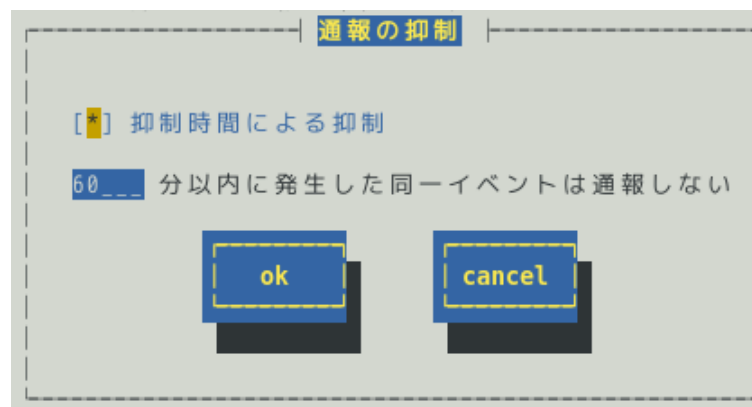 通報の抑制
[*] 抑制時間による抑制
60___ 分以内に発生した同一イベントは通報しない
ok cancel